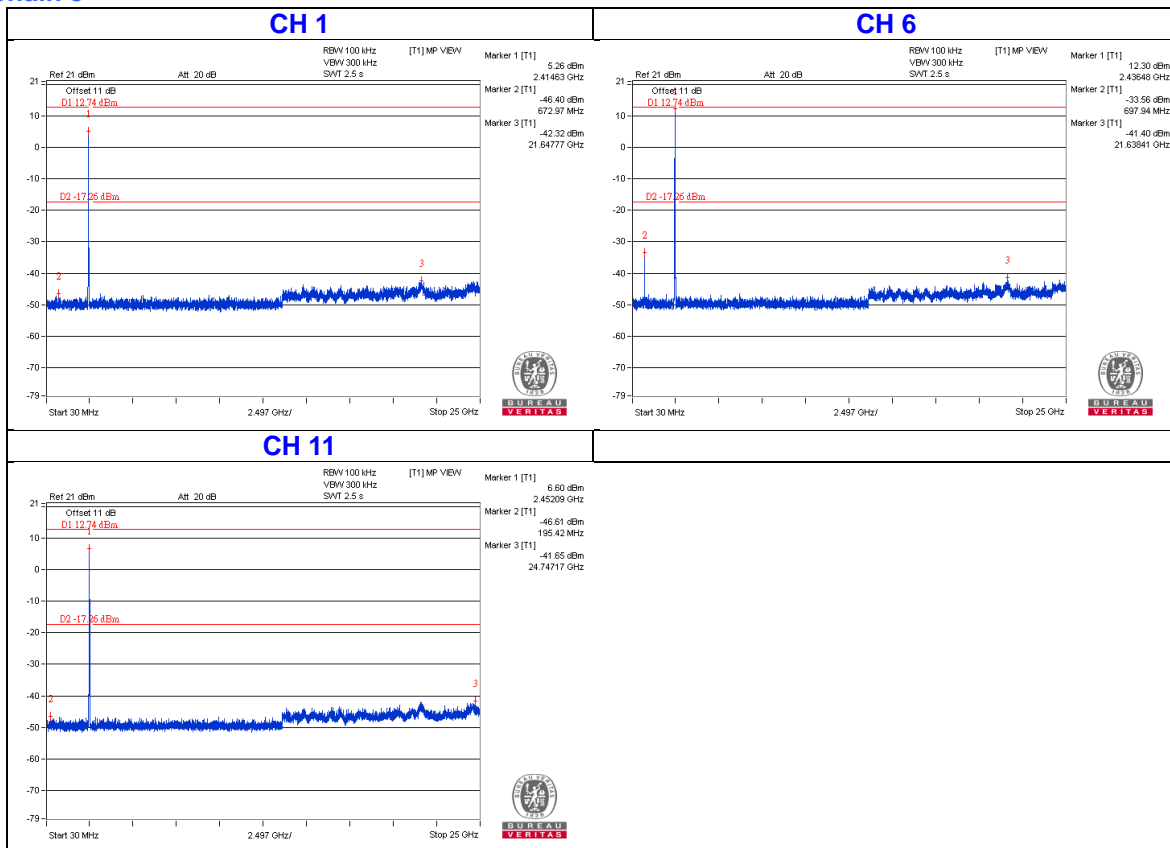 CH 1
CH 6
RBW 100 kHz
VBW 300 kHz
SWT 2.5 s
[T1] MP VIEW
Ref 21 dBm
Att 20 dB
Offset 11 dB
D1 12.74 dBm
D2 -17.26 dBm
Marker 1 [T1]
5.26 dBm
2.41463 GHz
Marker 2 [T1]
-46.40 dBm
672.97 MHz
Marker 3 [T1]
-42.32 dBm
21.64777 GHz
21
10
0
-10
-20
-30
-40
-50
-60
-70
-79
1
2
3
Start 30 MHz
2.497 GHz/
Stop 25 GHz
BUREAU VERITAS
1828
BUREAU
VERITAS
RBW 100 kHz
VBW 300 kHz
SWT 2.5 s
[T1] MP VIEW
Ref 21 dBm
Att 20 dB
Offset 11 dB
D1 12.74 dBm
D2 -17.26 dBm
Marker 1 [T1]
12.30 dBm
2.43648 GHz
Marker 2 [T1]
-33.56 dBm
697.94 MHz
Marker 3 [T1]
-41.40 dBm
21.63841 GHz
21
10
0
-10
-20
-30
-40
-50
-60
-70
-79
1
2
3
Start 30 MHz
2.497 GHz/
Stop 25 GHz
BUREAU VERITAS
1828
BUREAU
VERITAS
CH 11
RBW 100 kHz
VBW 300 kHz
SWT 2.5 s
[T1] MP VIEW
Ref 21 dBm
Att 20 dB
Offset 11 dB
D1 12.74 dBm
D2 -17.26 dBm
Marker 1 [T1]
6.60 dBm
2.45209 GHz
Marker 2 [T1]
-46.61 dBm
195.42 MHz
Marker 3 [T1]
-41.65 dBm
24.74717 GHz
21
10
0
-10
-20
-30
-40
-50
-60
-70
-79
1
2
3
Start 30 MHz
2.497 GHz/
Stop 25 GHz
BUREAU VERITAS
1828
BUREAU
VERITAS